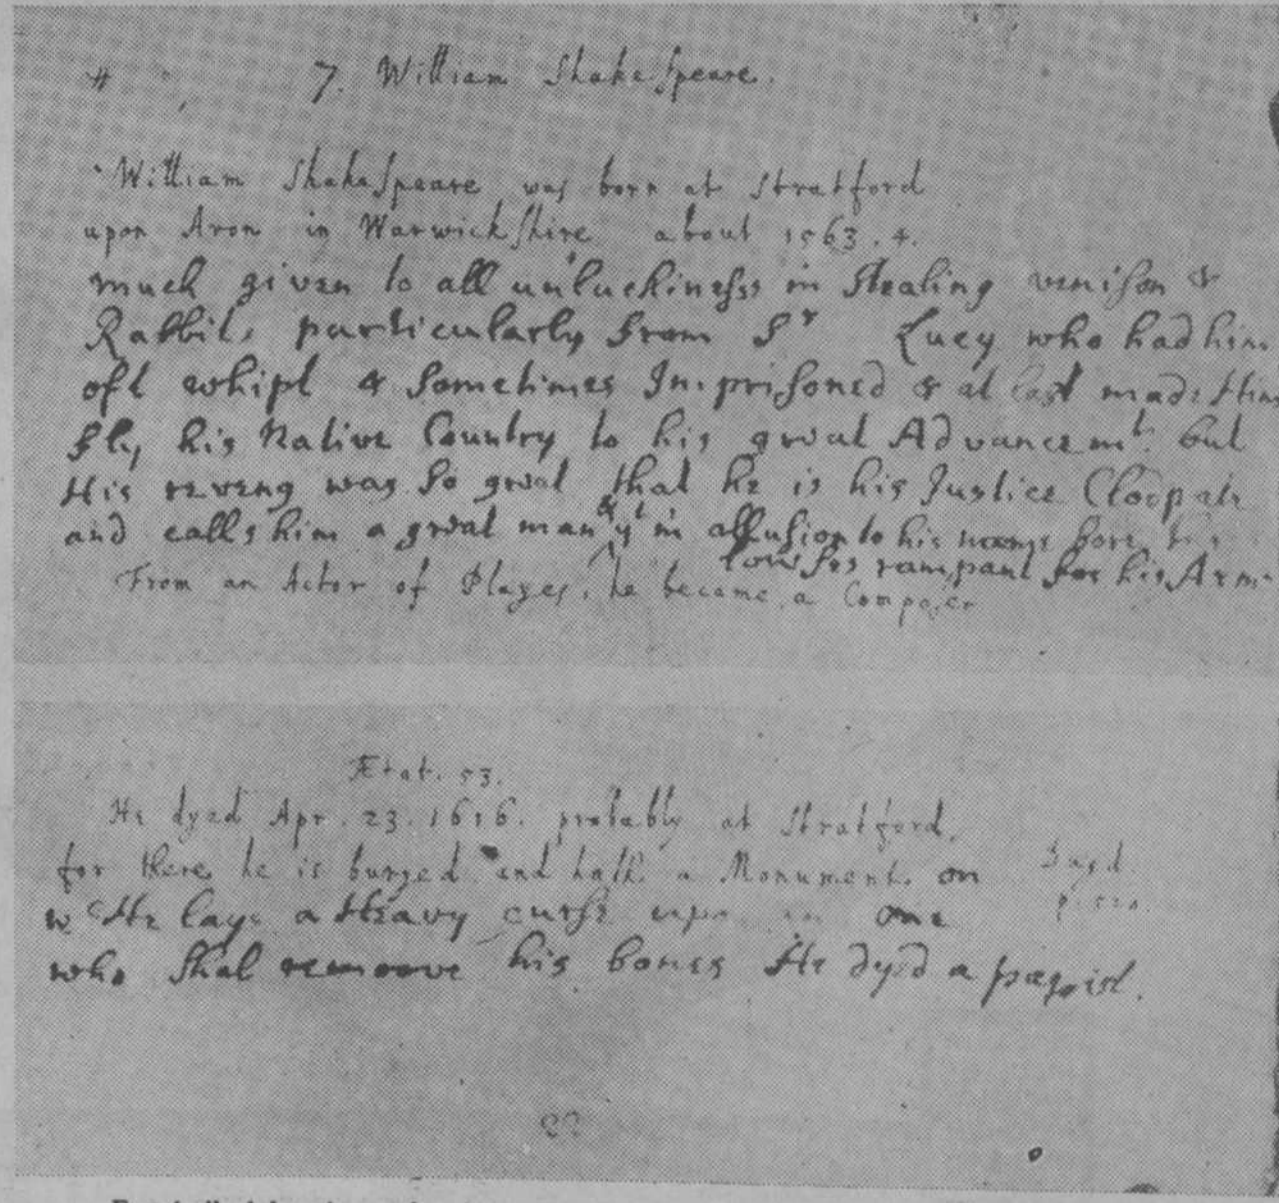 # 7. William ShakeSpeare.
William ShakeSpeare was born at Stratford
upon Avon in WarwickShire about 1563.4.
much given to all unluckinesse in stealing venison &
Rabbits particularly from Sr Lucy who had him
oft whipt & sometimes Imprisoned & at last made Him
fly his Native Country to his great Advancemt. but
His reveng was so great that he is his Justice Clodpate
and calls him a great man & yt in allusion to his name bore
lowses rampant for his Arms
From an Actor of Playes, he became a Composer
Ætat. 53.
He dyed Apr. 23. 1616. probably at Stratford,
for there he is buryed and hath a Monument on Dugd.
wch He lays a Heavy curse upon any one p. 520.
who shal remoove his bones He dyed a papist.
22